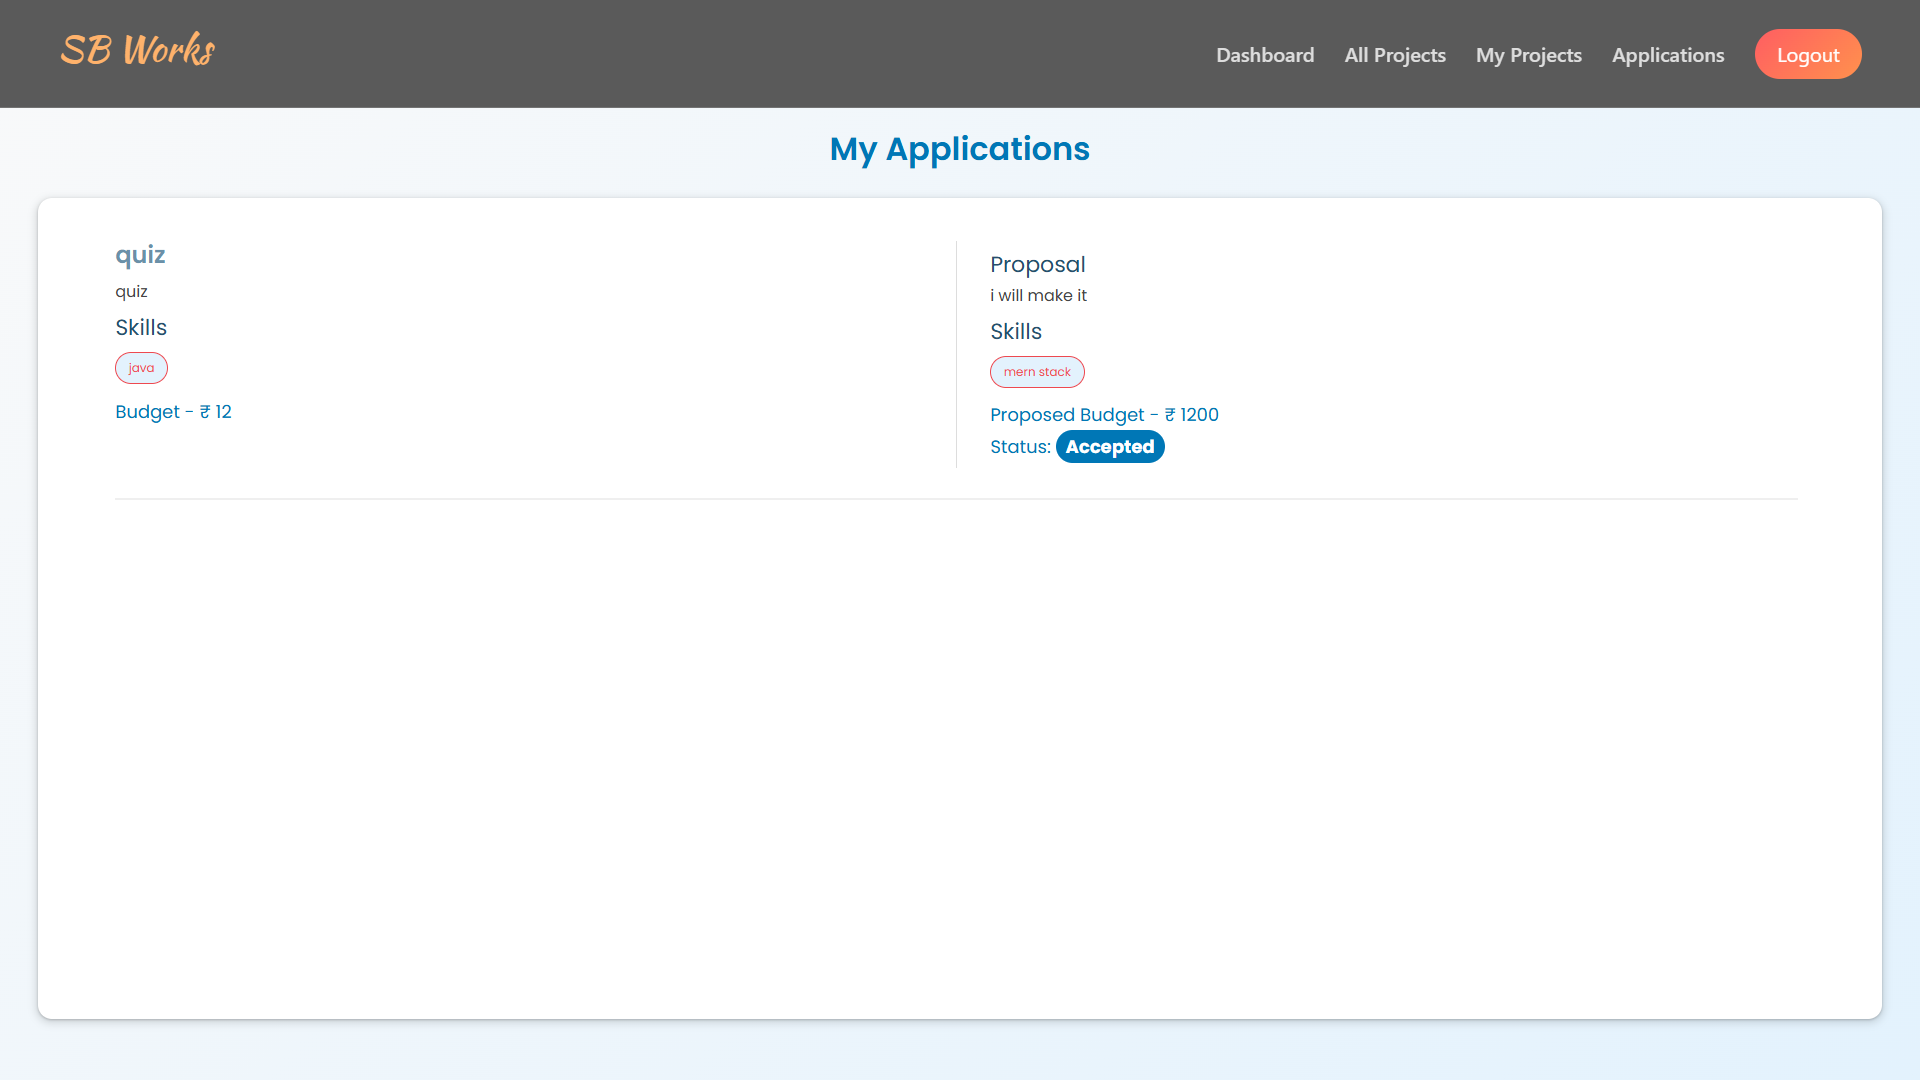 SB Works
Dashboard All Projects My Projects Applications Logout
My Applications
quiz
quiz
Skills
java
Budget - ₹ 12
Proposal
i will make it
Skills
mern stack
Proposed Budget - ₹ 1200
Status: Accepted